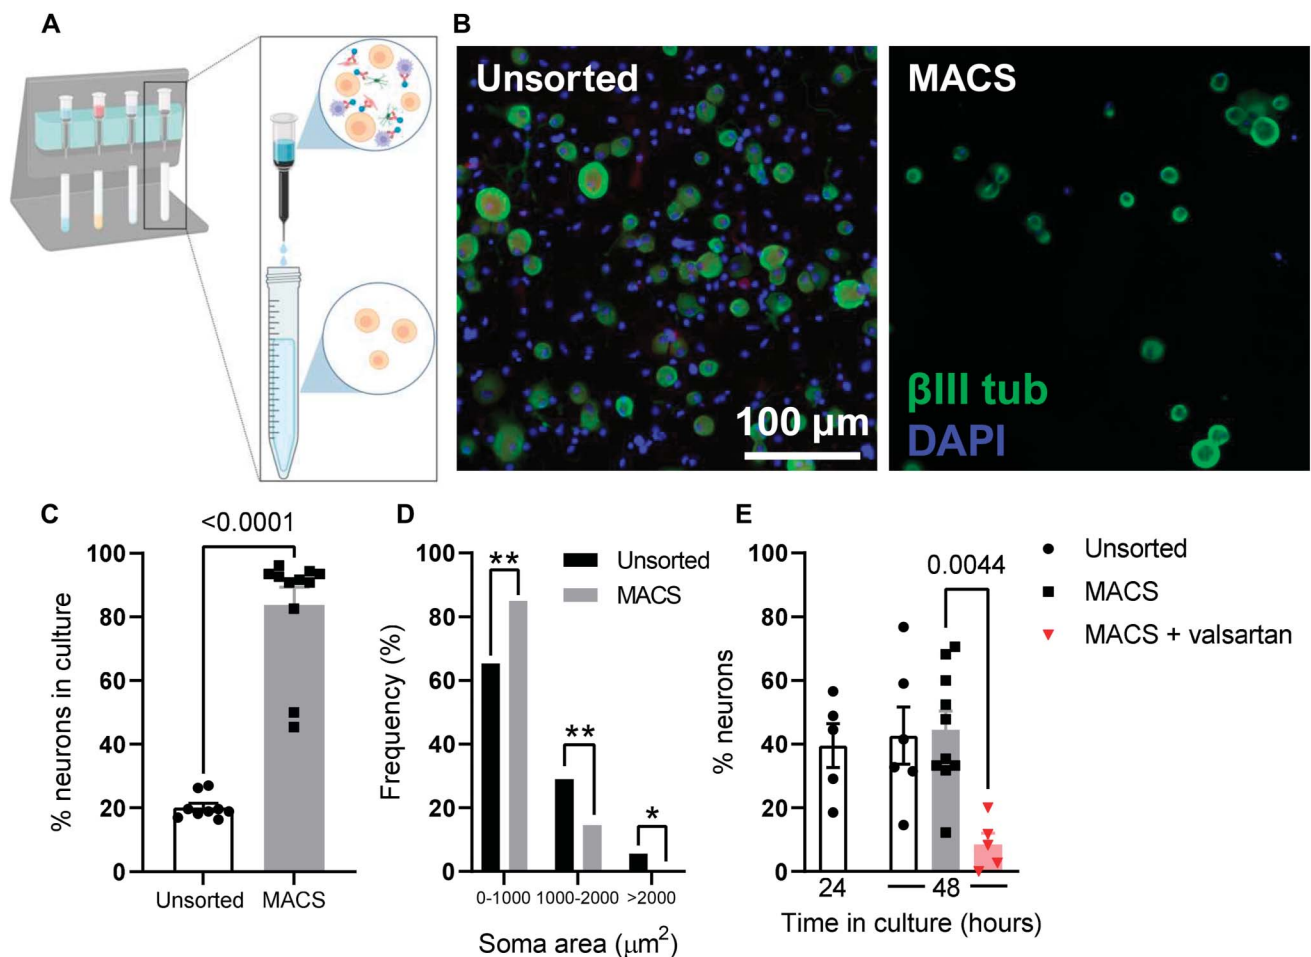 A
B
Unsorted
MACS
βIII tub
DAPI
100 μm
C
<0.0001
100
80
60
40
20
0
% neurons in culture
Unsorted
MACS
D
Unsorted
MACS
100
80
60
40
20
0
Frequency (%)
**
**
*
0-1000
1000-2000
>2000
Soma area (μm²)
E
Unsorted
MACS
MACS + valsartan
0.0044
100
80
60
40
20
0
% neurons
24
48
Time in culture (hours)